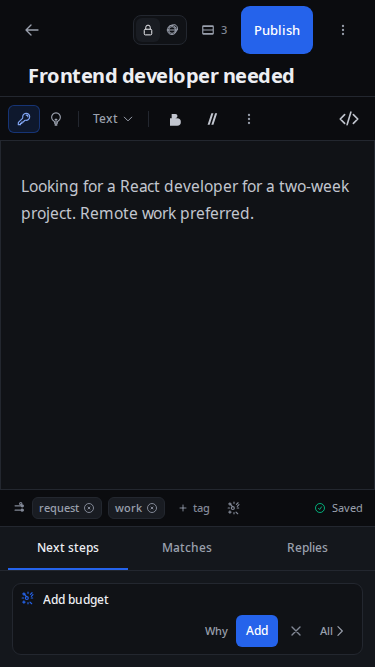 3
Publish
Frontend developer needed
Text
Looking for a React developer for a two-week
project. Remote work preferred.
request
work
+ tag
Saved
Next steps
Matches
Replies
Add budget
Why
Add
All